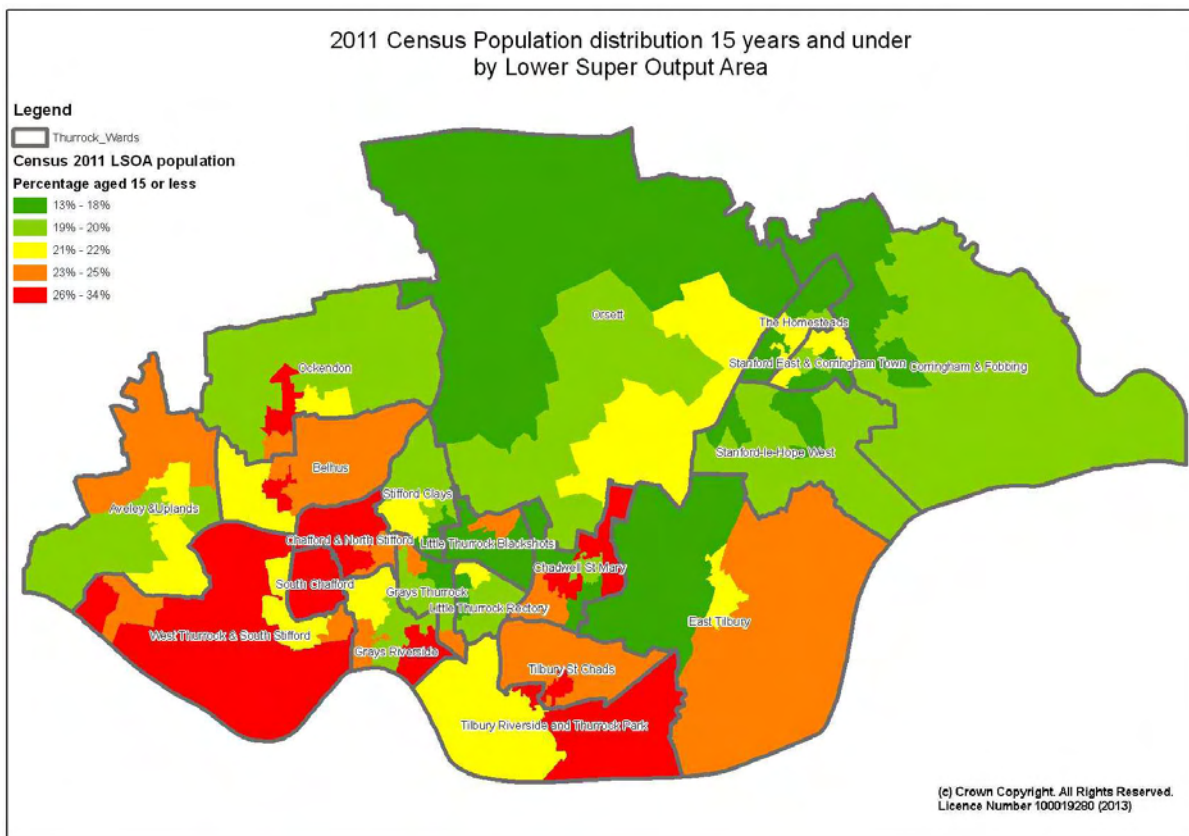 2011 Census Population distribution 15 years and under
by Lower Super Output Area
Legend
Thurrock_Wards
Census 2011 LSOA population
Percentage aged 15 or less
13% - 18%
19% - 20%
21% - 22%
23% - 25%
26% - 34%
Orsett
The Homesteads
Ockendon
Stanford East & Corringham Town
Corringham & Fobbing
Stanford-le-Hope West
Belhus
Stifford Clays
Aveley & Uplands
Chafford & North Stifford
Little Thurrock Blackshots
Chadwell St Mary
South Chafford
Grays Thurrock
Little Thurrock Rectory
East Tilbury
West Thurrock & South Stifford
Grays Riverside
Tilbury St Chads
Tilbury Riverside and Thurrock Park
(c) Crown Copyright. All Rights Reserved.
Licence Number 100019280 (2013)